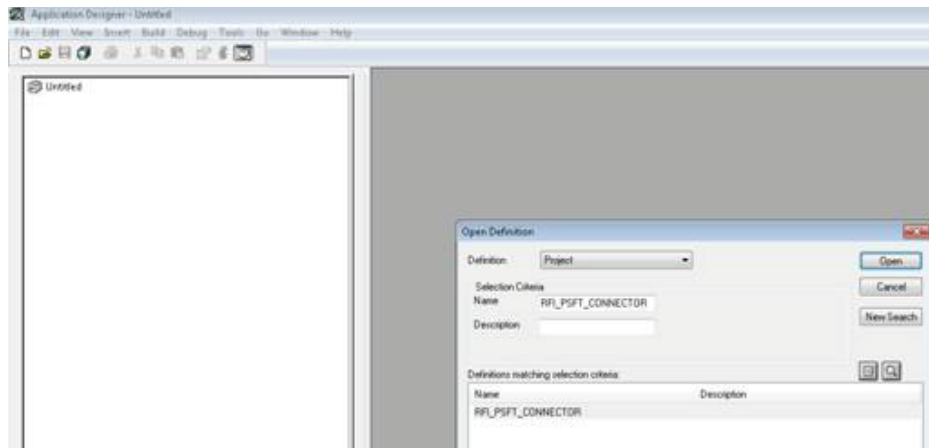 Application Designer - Untitled
File Edit View Insert Build Debug Tools Go Window Help
Untitled
Open Definition
Definition: Project
Open
Selection Criteria
Cancel
Name RFI_PSFT_CONNECTOR
New Search
Description
Definitions matching selection criteria:
Name Description
RFI_PSFT_CONNECTOR